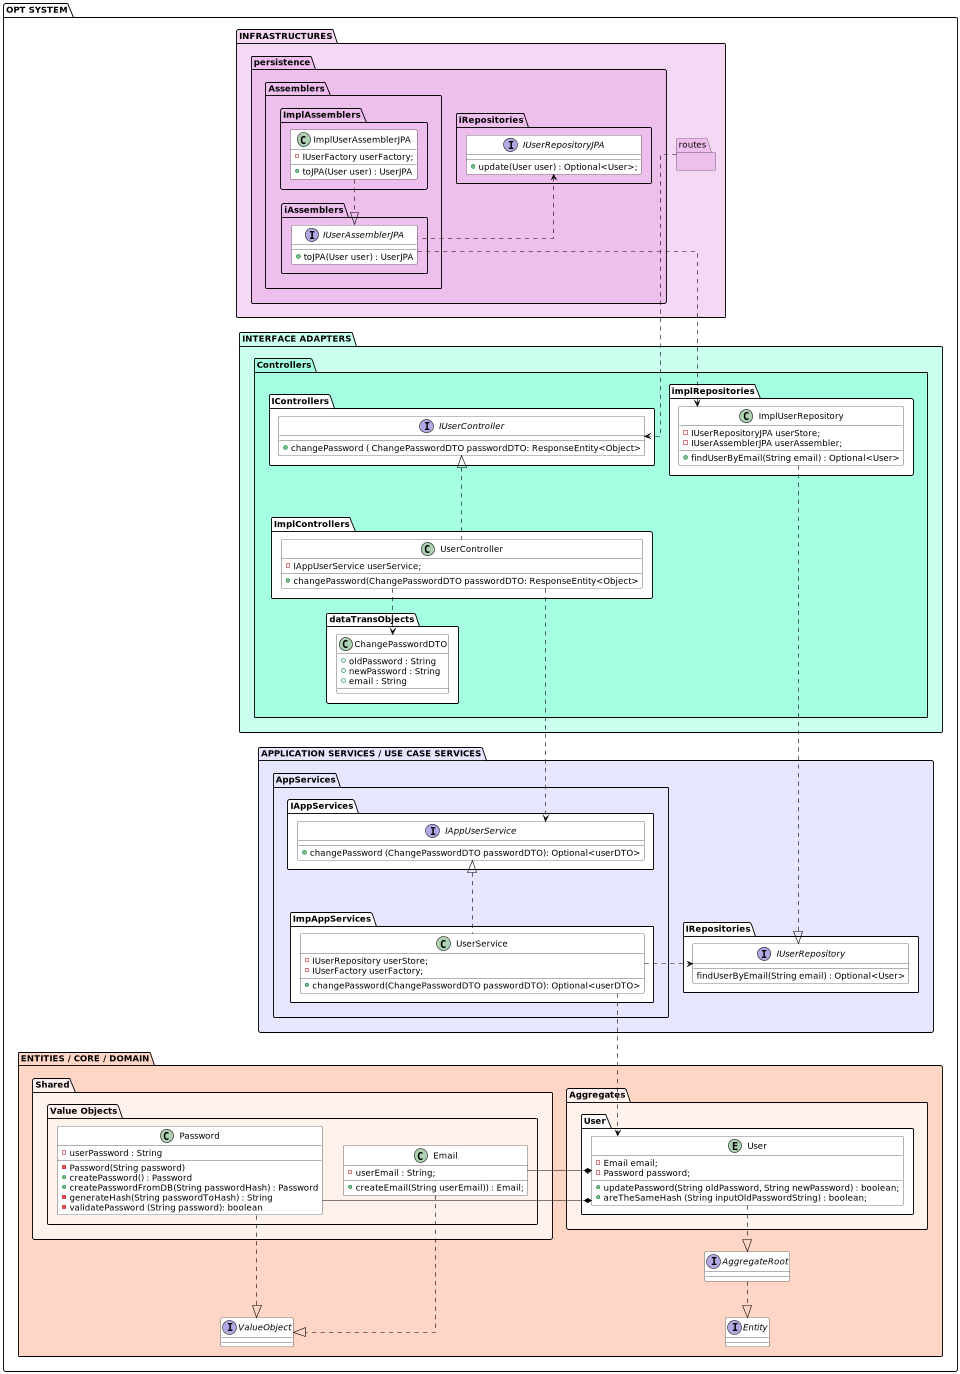 OPT SYSTEM
INFRASTRUCTURES
persistence
Assemblers
ImplAssemblers
C ImplUserAssemblerJPA
IUserFactory userFactory;
toJPA(User user) : UserJPA
iAssemblers
I IUserAssemblerJPA
toJPA(User user) : UserJPA
iRepositories
I IUserRepositoryJPA
update(User user) : Optional<User>;
routes
INTERFACE ADAPTERS
Controllers
IControllers
I IUserController
changePassword ( ChangePasswordDTO passwordDTO: ResponseEntity<Object>
implRepositories
C ImplUserRepository
IUserRepositoryJPA userStore;
IUserAssemblerJPA userAssembler;
findUserByEmail(String email) : Optional<User>
ImplControllers
C UserController
IAppUserService userService;
changePassword(ChangePasswordDTO passwordDTO: ResponseEntity<Object>
dataTransObjects
C ChangePasswordDTO
oldPassword : String
newPassword : String
email : String
APPLICATION SERVICES / USE CASE SERVICES
AppServices
IAppServices
I IAppUserService
changePassword (ChangePasswordDTO passwordDTO): Optional<userDTO>
ImpAppServices
C UserService
IUserRepository userStore;
IUserFactory userFactory;
changePassword(ChangePasswordDTO passwordDTO): Optional<userDTO>
IRepositories
I IUserRepository
findUserByEmail(String email) : Optional<User>
ENTITIES / CORE / DOMAIN
Shared
Value Objects
C Password
userPassword : String
Password(String password)
createPassword() : Password
createPasswordFromDB(String passwordHash) : Password
generateHash(String passwordToHash) : String
validatePassword (String password): boolean
C Email
userEmail : String;
createEmail(String userEmail)) : Email;
Aggregates
User
E User
Email email;
Password password;
updatePassword(String oldPassword, String newPassword) : boolean;
areTheSameHash (String inputOldPasswordString) : boolean;
I AggregateRoot
I ValueObject
I Entity